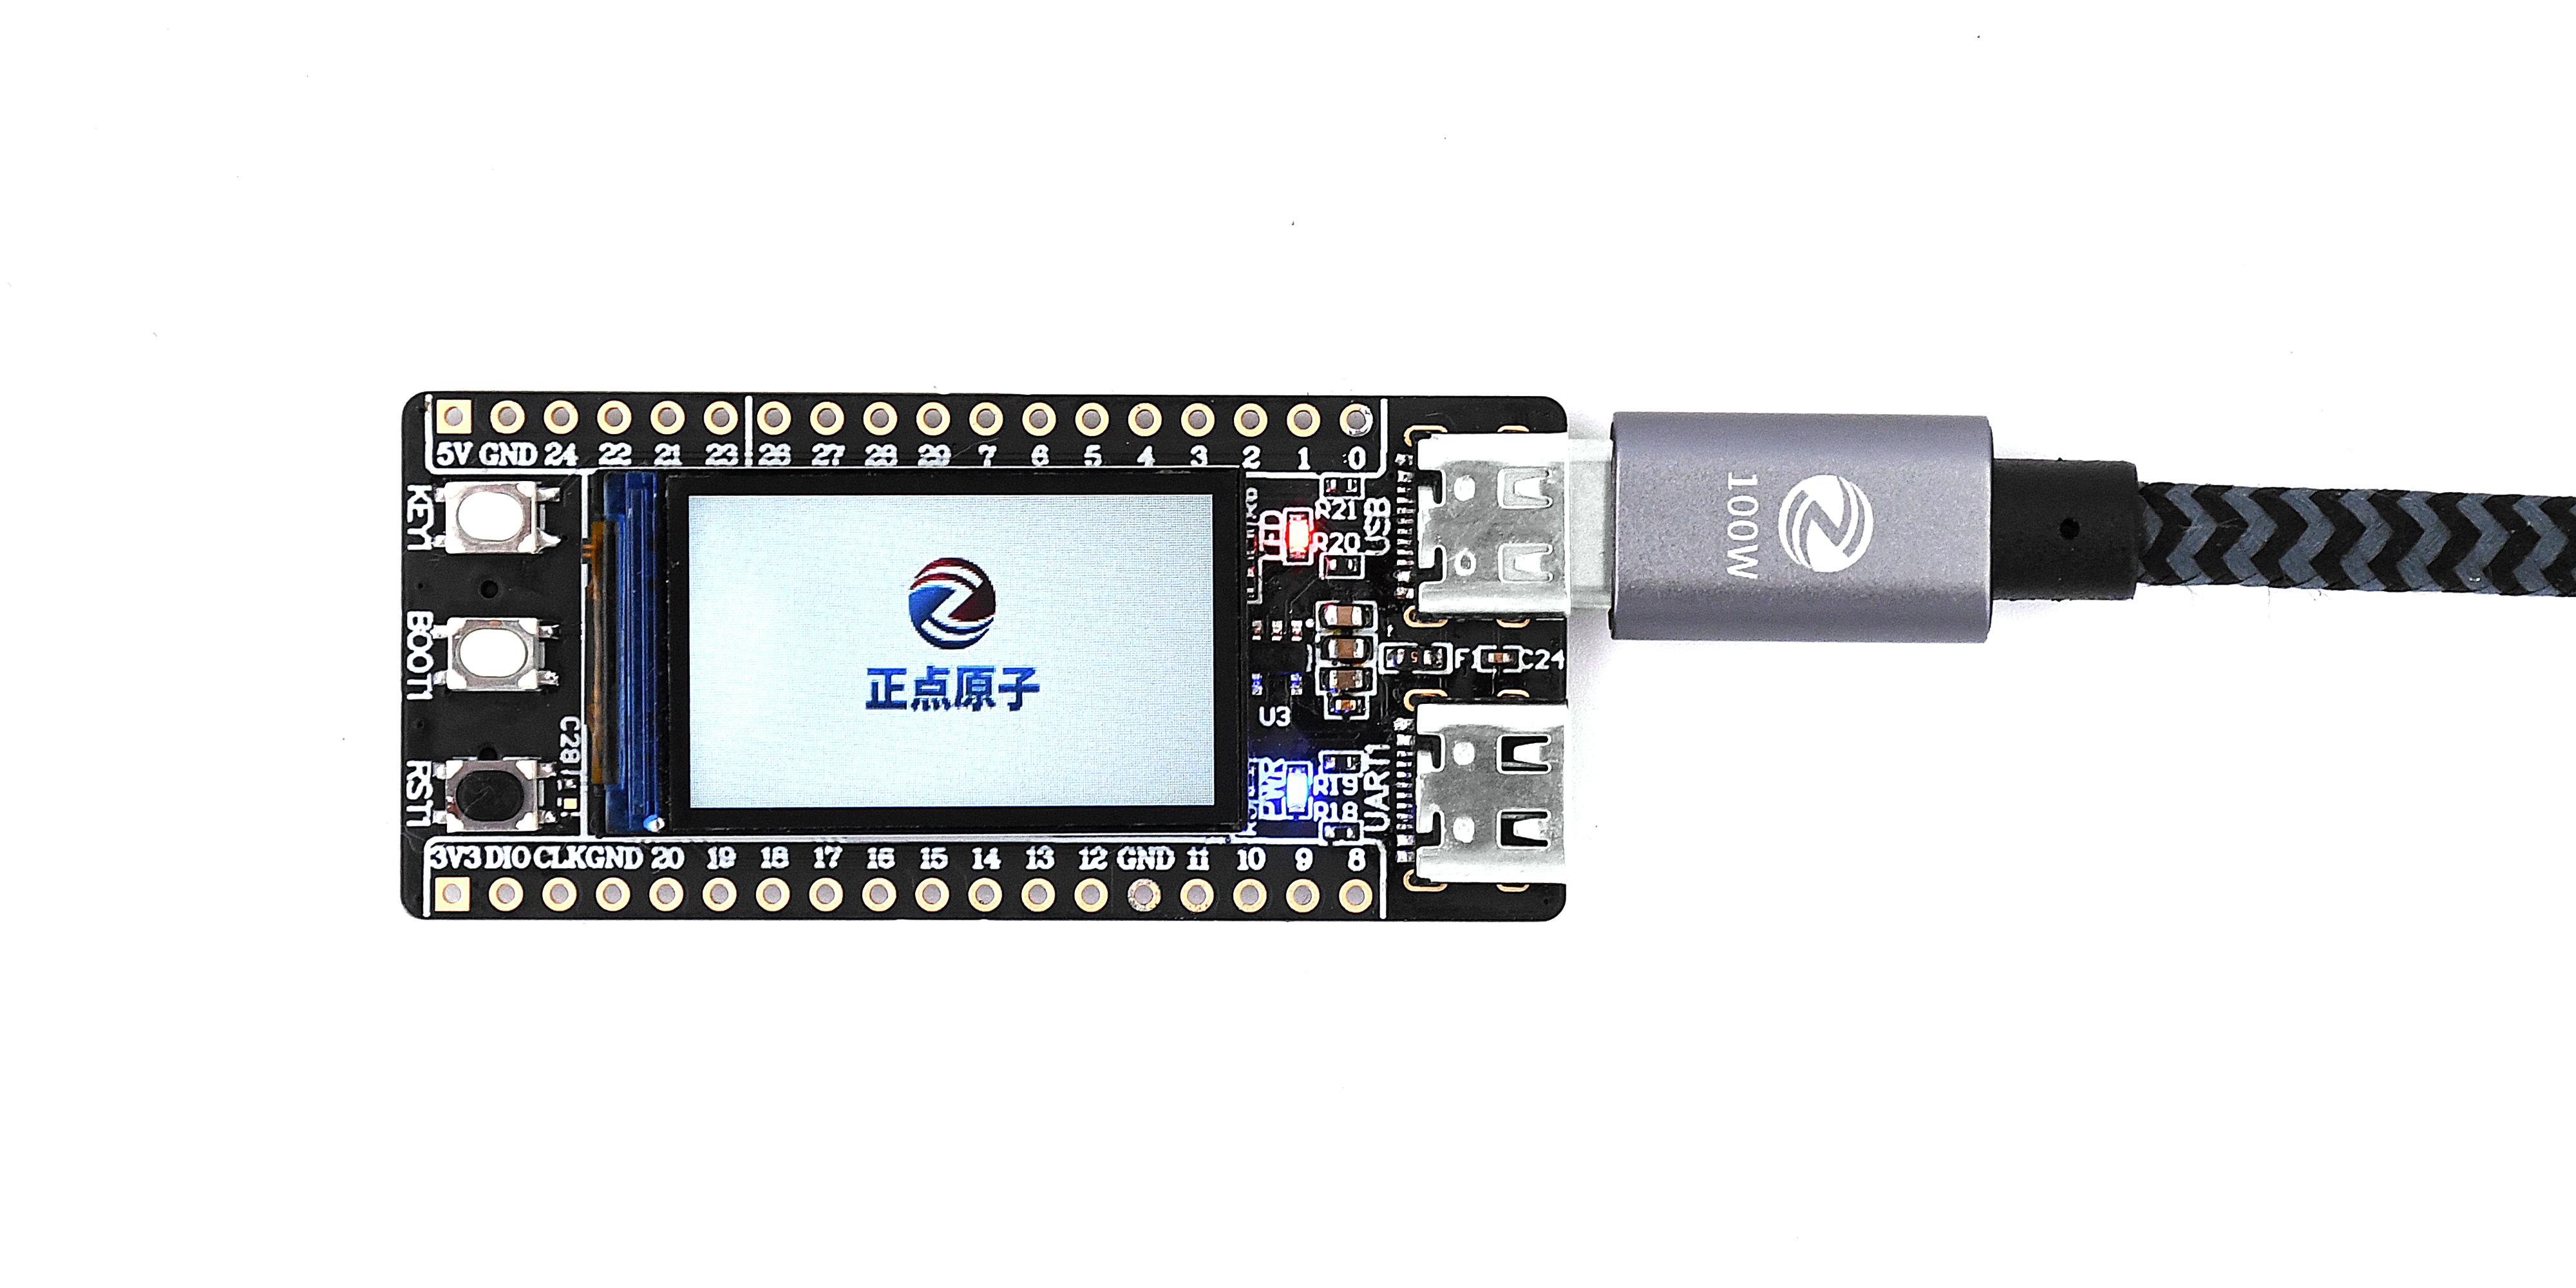 5V GND 24 22 21 23 26 27 28 29 7 6 5 4 3 2 1 0
KEY1
BOOT1
RST1
C28
正点原子
LED
R21
R20
USB
F1
C24
U3
PWR
R19
R18
UART1
3V3 DIO CLK GND 20 19 18 17 16 15 14 13 12 GND 11 10 9 8
100W